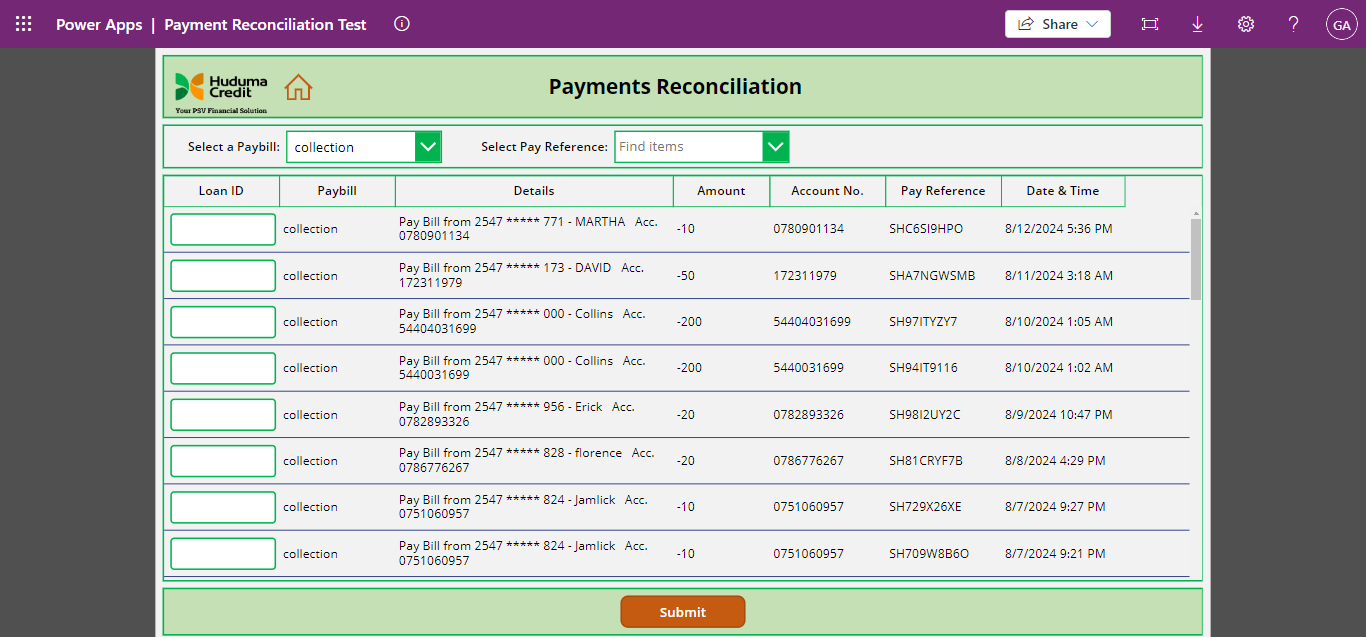 Power Apps | Payment Reconciliation Test
Share
?
GA
Huduma
Credit
Your PSV Financial Solution
Payments Reconciliation
Select a Paybill: collection Select Pay Reference: Find items
Loan ID Paybill Details Amount Account No. Pay Reference Date & Time
collection Pay Bill from 2547 ***** 771 - MARTHA Acc. -10 0780901134 SHC6SI9HPO 8/12/2024 5:36 PM
0780901134
collection Pay Bill from 2547 ***** 173 - DAVID Acc. -50 172311979 SHA7NGWSMB 8/11/2024 3:18 AM
172311979
collection Pay Bill from 2547 ***** 000 - Collins Acc. -200 54404031699 SH97ITYZY7 8/10/2024 1:05 AM
54404031699
collection Pay Bill from 2547 ***** 000 - Collins Acc. -200 5440031699 SH94IT9116 8/10/2024 1:02 AM
5440031699
collection Pay Bill from 2547 ***** 956 - Erick Acc. -20 0782893326 SH98I2UY2C 8/9/2024 10:47 PM
0782893326
collection Pay Bill from 2547 ***** 828 - florence Acc. -20 0786776267 SH81CRYF7B 8/8/2024 4:29 PM
0786776267
collection Pay Bill from 2547 ***** 824 - Jamlick Acc. -10 0751060957 SH729X26XE 8/7/2024 9:27 PM
0751060957
collection Pay Bill from 2547 ***** 824 - Jamlick Acc. -10 0751060957 SH709W8B6O 8/7/2024 9:21 PM
0751060957
Submit